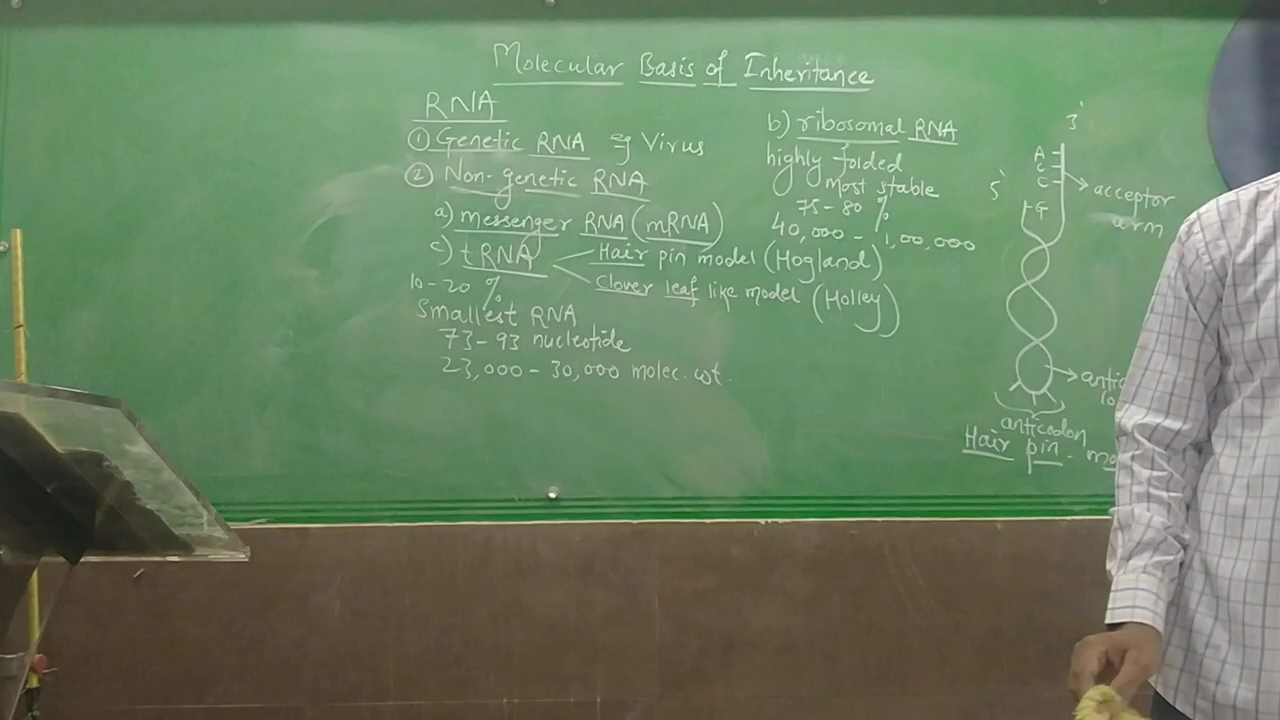 Molecular Basis of Inheritance
RNA
① Genetic RNA eg Virus
② Non-genetic RNA
a) messenger RNA (mRNA)
c) tRNA
Hair pin model (Hogland)
Clover leaf like model (Holley)
10-20 %
Smallest RNA
73-93 nucleotide
23,000 - 30,000 molec. wt.
b) ribosomal RNA
highly folded
most stable
75-80 %
40,000 - 1,00,000
3'
A
C
C
5'
G
acceptor
arm
anticodon
Hair pin -